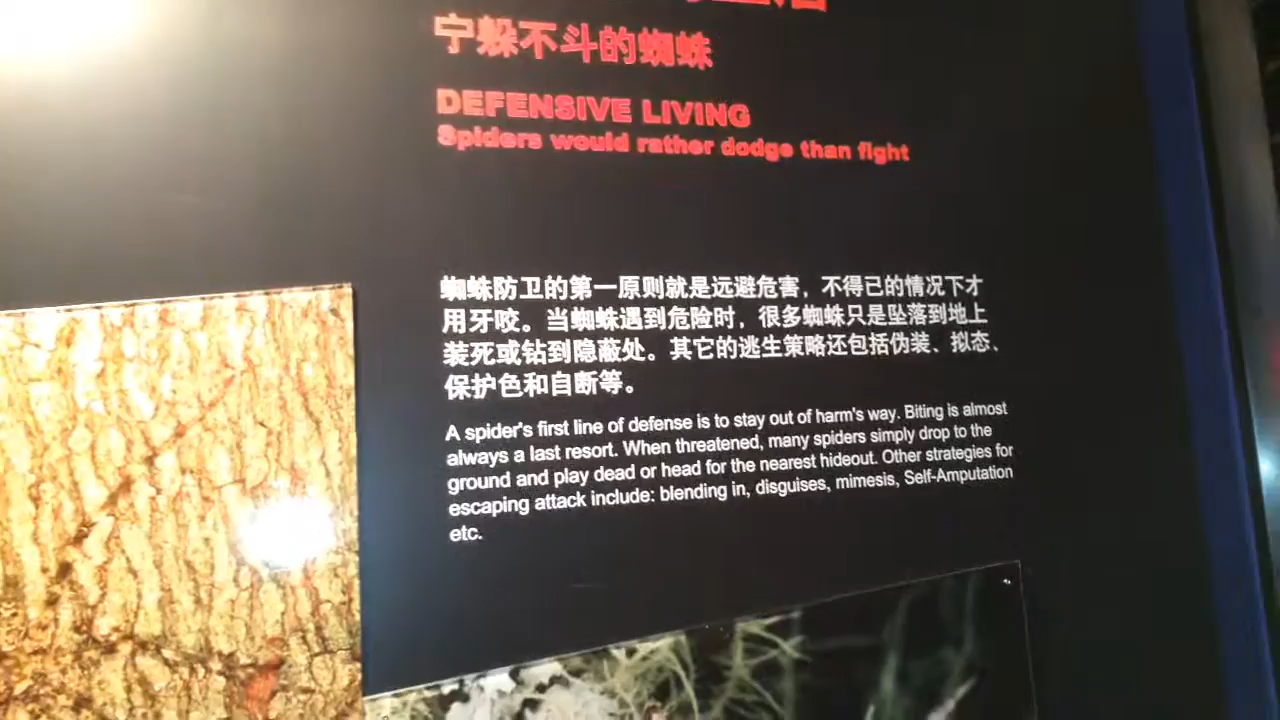 宁躲不斗的蜘蛛
DEFENSIVE LIVING
Spiders would rather dodge than fight
蜘蛛防卫的第一原则就是远避危害，不得已的情况下才
用牙咬。当蜘蛛遇到危险时，很多蜘蛛只是坠落到地上
装死或钻到隐蔽处。其它的逃生策略还包括伪装、拟态、
保护色和自断等。
A spider's first line of defense is to stay out of harm's way. Biting is almost
always a last resort. When threatened, many spiders simply drop to the
ground and play dead or head for the nearest hideout. Other strategies for
escaping attack include: blending in, disguises, mimesis, Self-Amputation
etc.